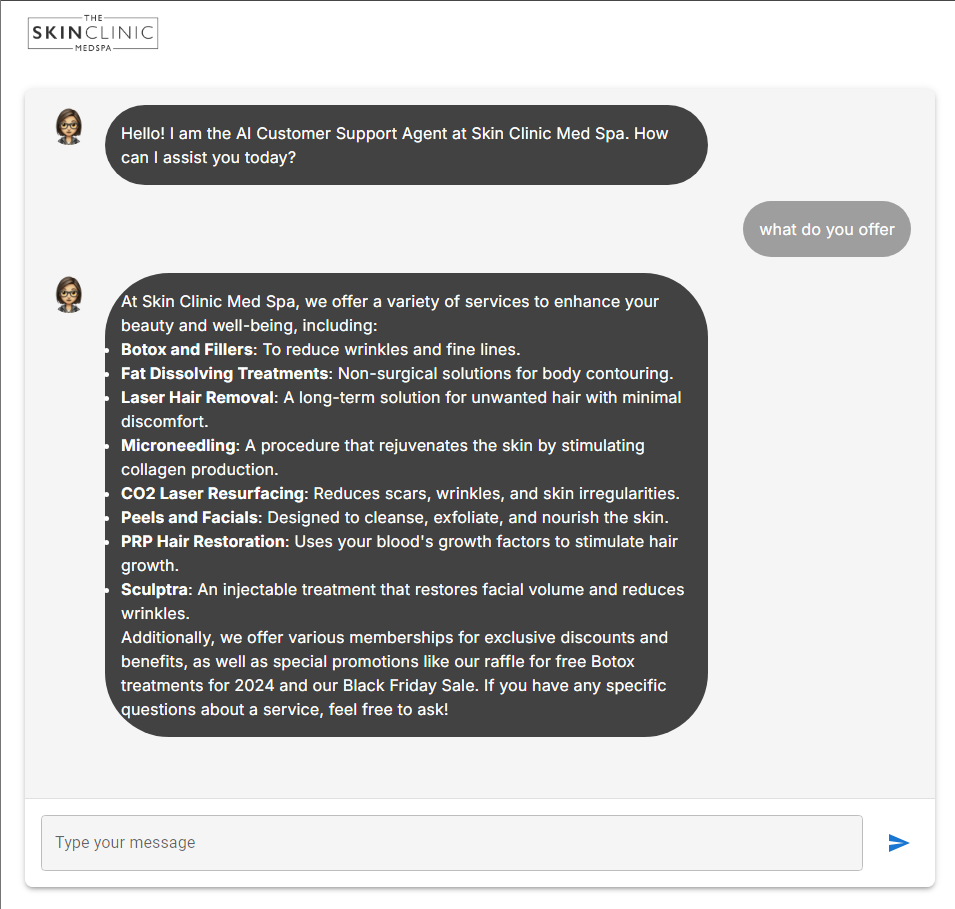 THE
SKINCLINIC
MEDSPA
Hello! I am the AI Customer Support Agent at Skin Clinic Med Spa. How
can I assist you today?
what do you offer
At Skin Clinic Med Spa, we offer a variety of services to enhance your
beauty and well-being, including:
• Botox and Fillers: To reduce wrinkles and fine lines.
• Fat Dissolving Treatments: Non-surgical solutions for body contouring.
• Laser Hair Removal: A long-term solution for unwanted hair with minimal
discomfort.
• Microneedling: A procedure that rejuvenates the skin by stimulating
collagen production.
• CO2 Laser Resurfacing: Reduces scars, wrinkles, and skin irregularities.
• Peels and Facials: Designed to cleanse, exfoliate, and nourish the skin.
• PRP Hair Restoration: Uses your blood's growth factors to stimulate hair
growth.
• Sculptra: An injectable treatment that restores facial volume and reduces
wrinkles.
Additionally, we offer various memberships for exclusive discounts and
benefits, as well as special promotions like our raffle for free Botox
treatments for 2024 and our Black Friday Sale. If you have any specific
questions about a service, feel free to ask!
Type your message